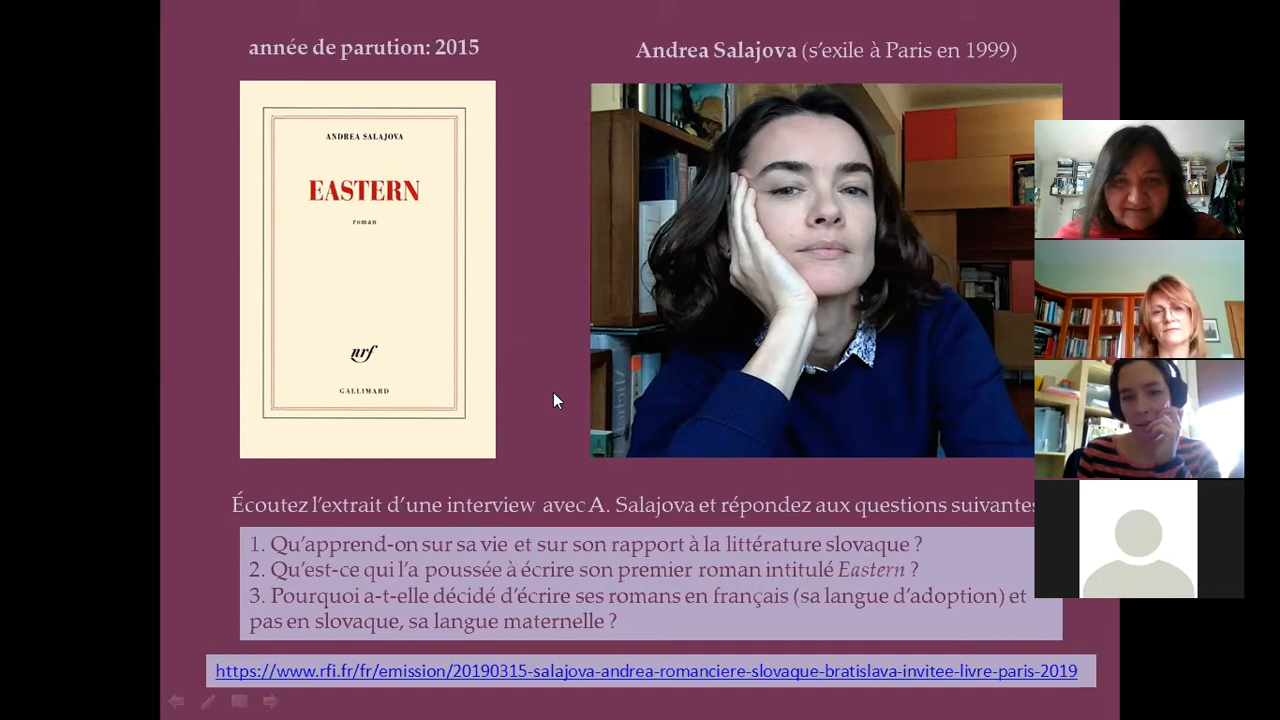 année de parution: 2015
Andrea Salajova (s’exile à Paris en 1999)
ANDREA SALAJOVA
EASTERN
roman
nrf
GALLIMARD
Écoutez l’extrait d’une interview avec A. Salajova et répondez aux questions suivantes
1. Qu’apprend-on sur sa vie et sur son rapport à la littérature slovaque ?
2. Qu’est-ce qui l’a poussée à écrire son premier roman intitulé Eastern ?
3. Pourquoi a-t-elle décidé d’écrire ses romans en français (sa langue d’adoption) et
pas en slovaque, sa langue maternelle ?
https://www.rfi.fr/fr/emission/20190315-salajova-andrea-romanciere-slovaque-bratislava-invitee-livre-paris-2019